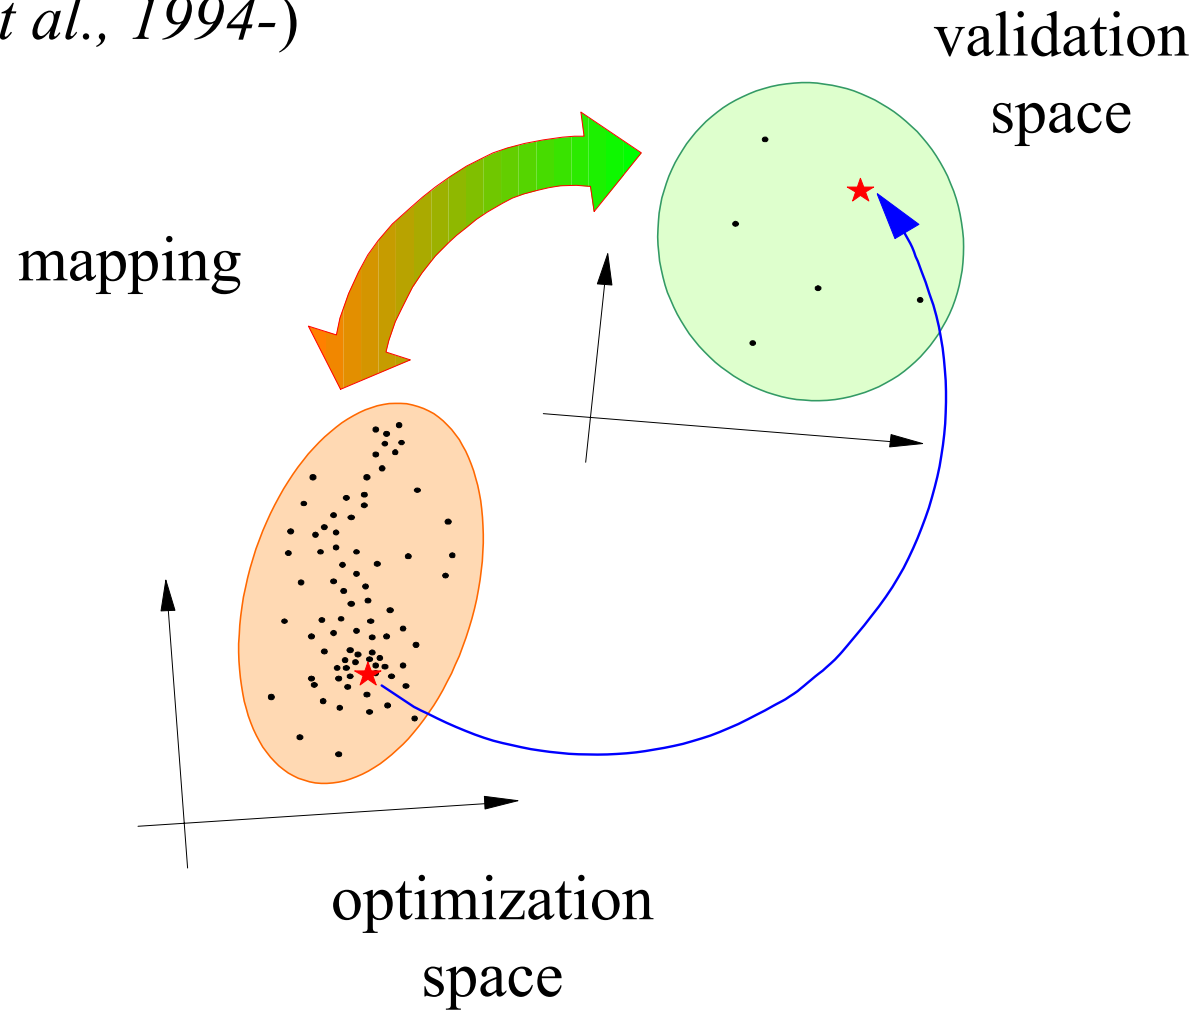 t al., 1994-)
validation
space
mapping
optimization
space